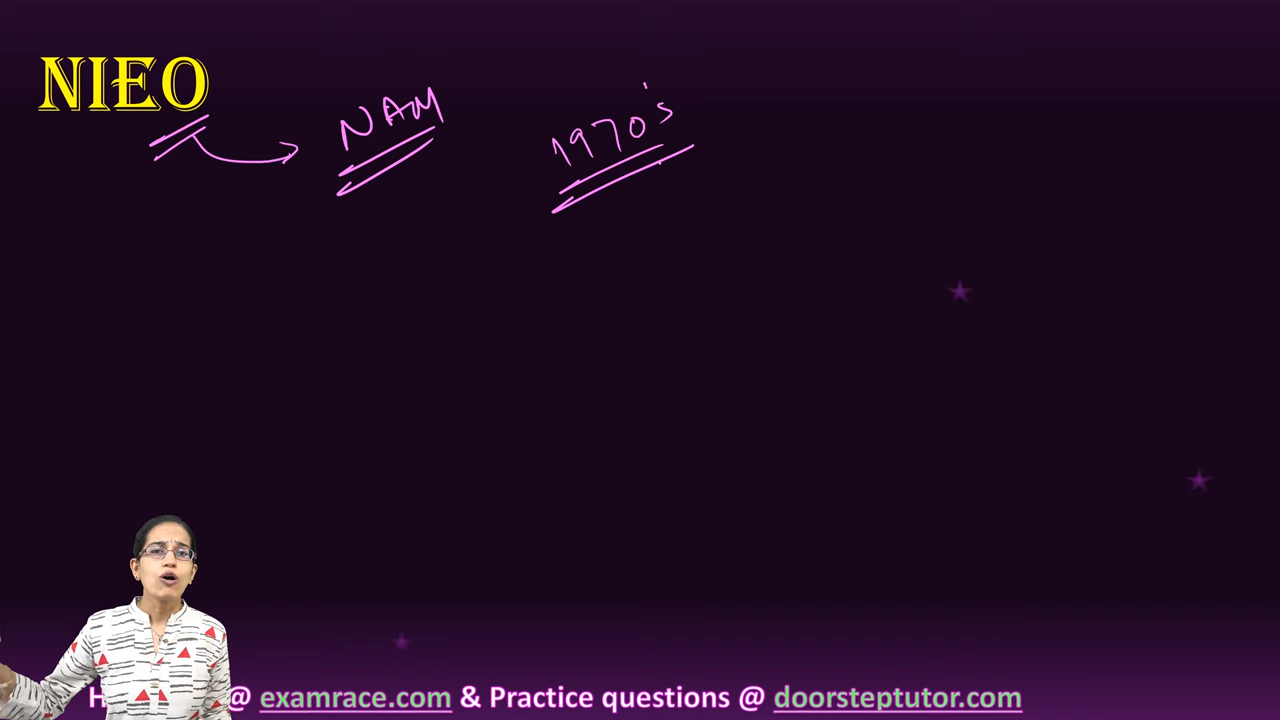 NIEO
NAM 1970's
H @ examrace.com & Practice questions @ doorsteptutor.com